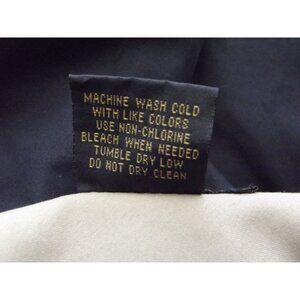 MACHINE WASH COLD
WITH LIKE COLORS
USE NON-CHLORINE
BLEACH WHEN NEEDED
TUMBLE DRY LOW
DO NOT DRY CLEAN